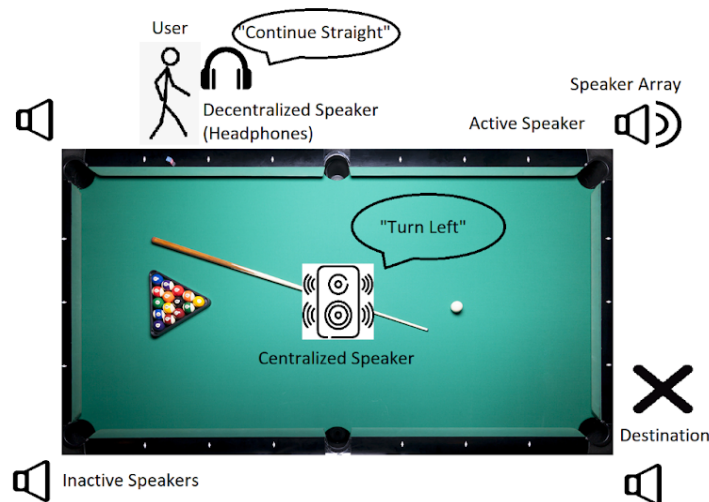 User
"Continue Straight"
Decentralized Speaker
(Headphones)
Speaker Array
Active Speaker
"Turn Left"
Centralized Speaker
Destination
Inactive Speakers